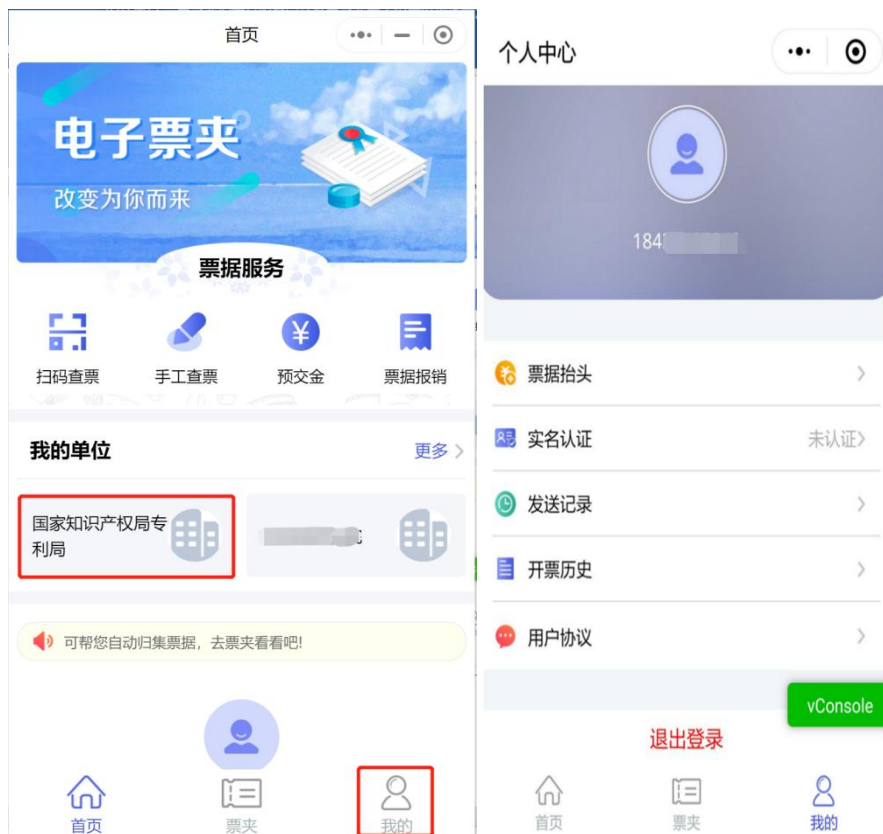 首页
电子票夹
改变为你而来
票据服务
扫码查票
手工查票
预交金
票据报销
我的单位
更多
国家知识产权局专
利局
可帮您自动归集票据，去票夹看看吧!
首页
票夹
我的
个人中心
184
票据抬头
实名认证
未认证
发送记录
开票历史
用户协议
vConsole
退出登录
首页
票夹
我的